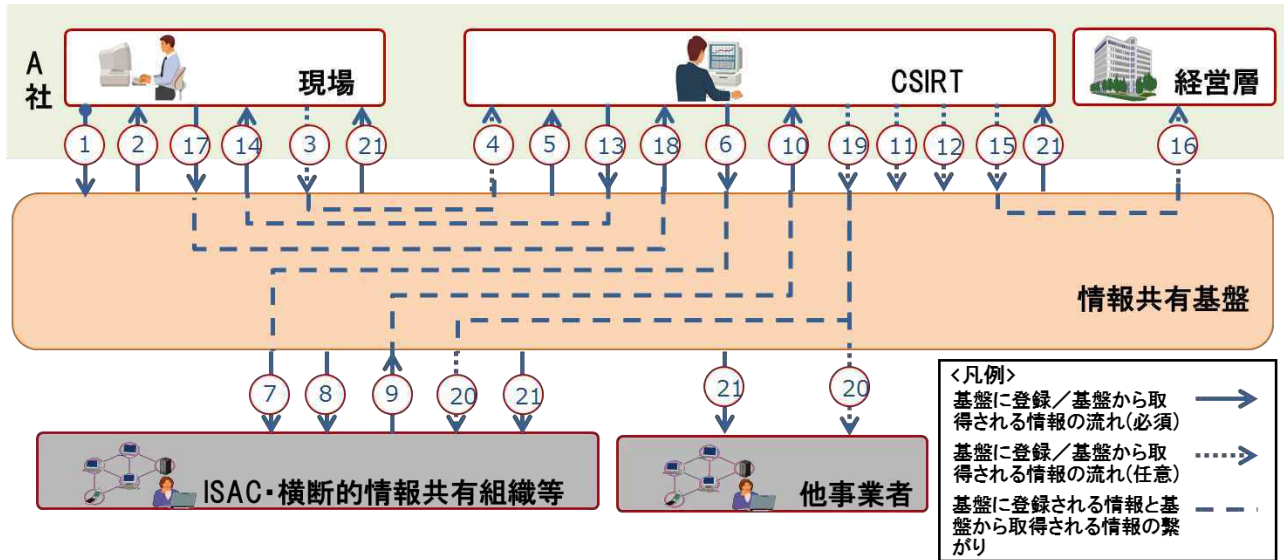 A
社
現場
CSIRT
経営層
1
2
17
14
3
21
4
5
13
18
6
10
19
11
12
15
21
16
情報共有基盤
7
8
9
20
21
21
20
ISAC・横断的情報共有組織等
他事業者
<凡例>
基盤に登録／基盤から取
得される情報の流れ(必須)
基盤に登録／基盤から取
得される情報の流れ(任意)
基盤に登録される情報と基
盤から取得される情報の繋
がり